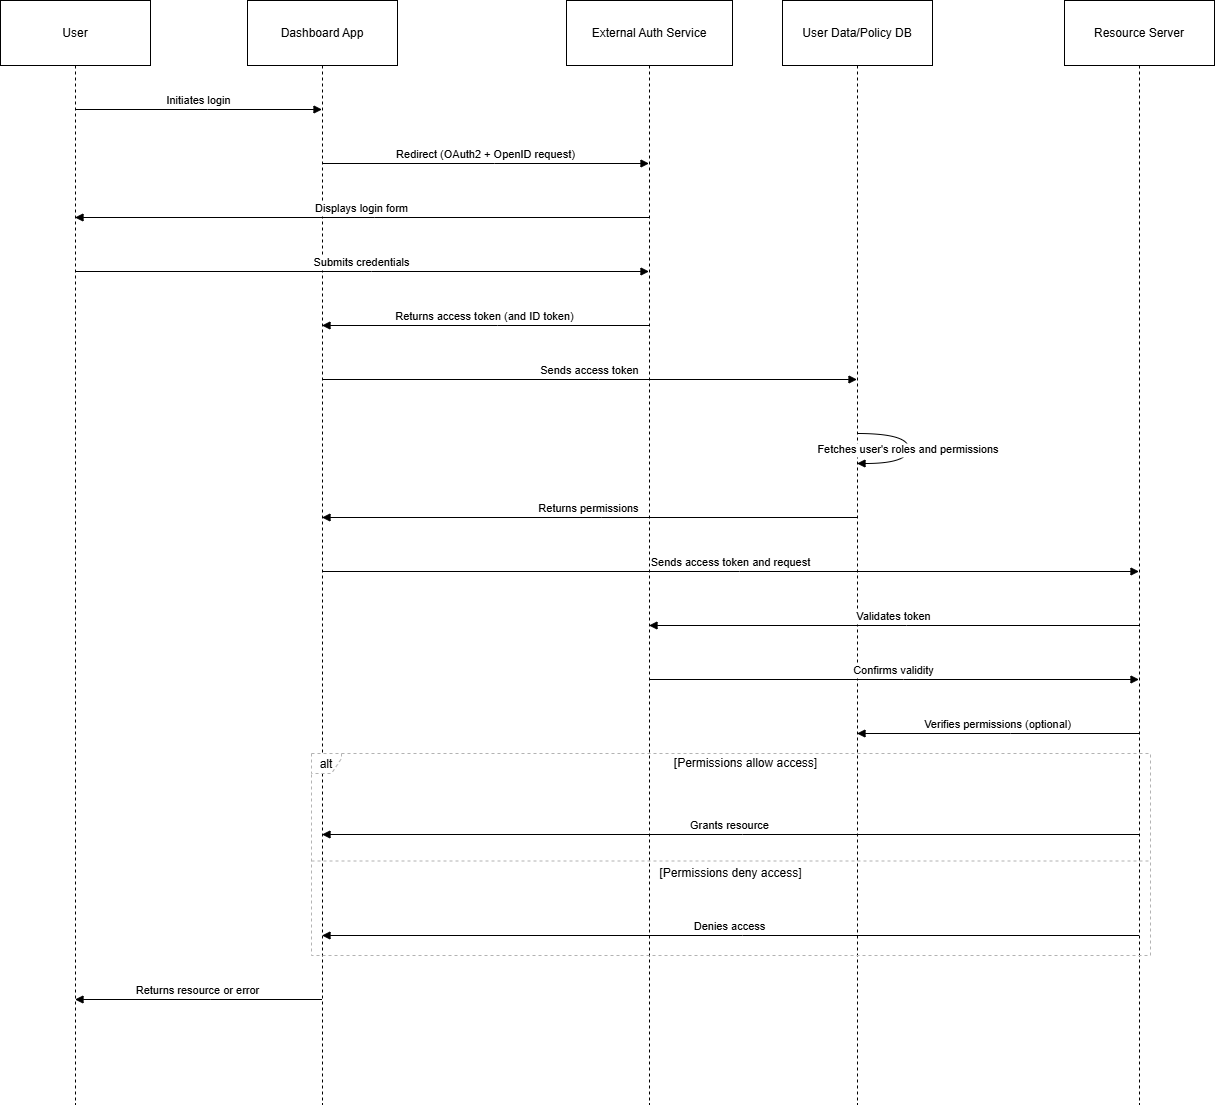 User
Dashboard App
External Auth Service
User Data/Policy DB
Resource Server
Initiates login
Redirect (OAuth2 + OpenID request)
Displays login form
Submits credentials
Returns access token (and ID token)
Sends access token
Fetches user's roles and permissions
Returns permissions
Sends access token and request
Validates token
Confirms validity
Verifies permissions (optional)
alt
[Permissions allow access]
Grants resource
[Permissions deny access]
Denies access
Returns resource or error